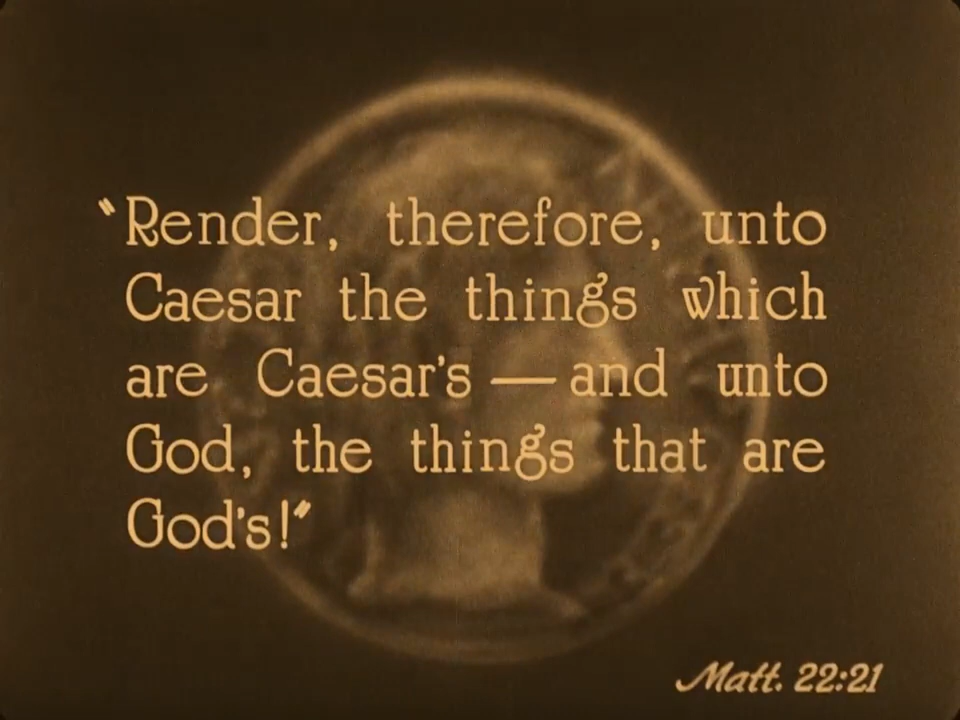 "Render, therefore, unto
Caesar the things which
are Caesar's — and unto
God, the things that are
God's!"
Matt. 22:21